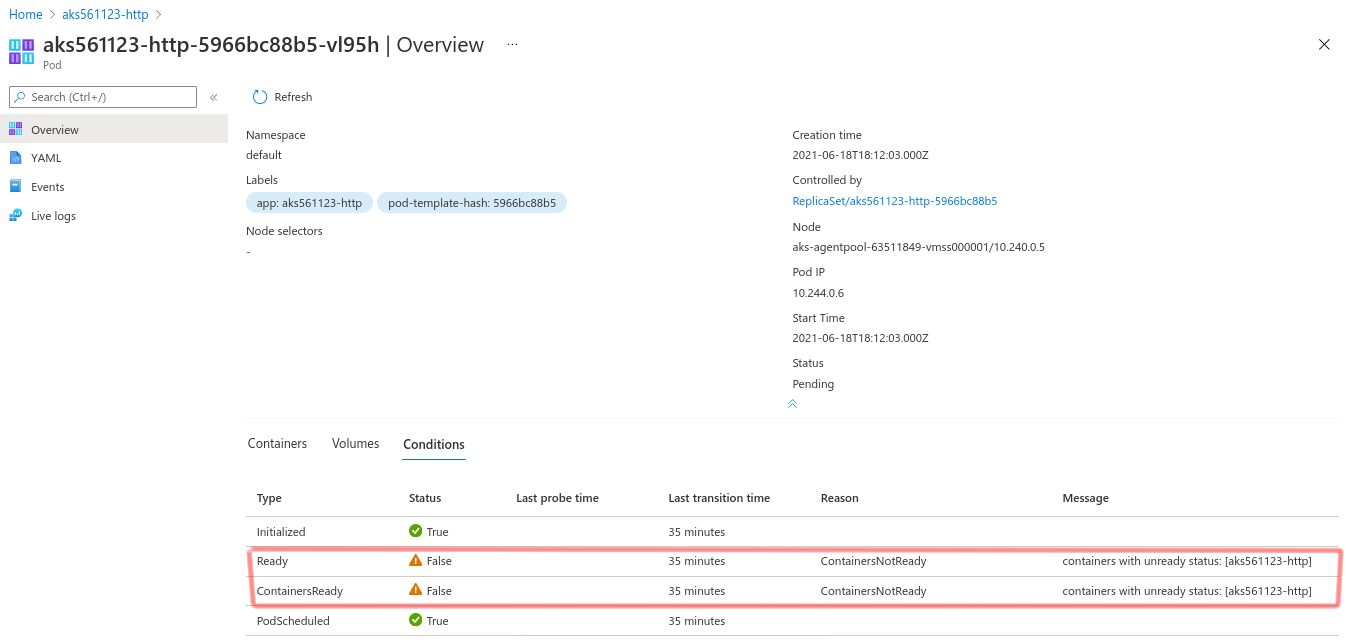 Home > aks561123-http >
aks561123-http-5966bc88b5-vl95h | Overview ...
Pod
Search (Ctrl+/) «
Refresh
Overview
YAML
Events
Live logs
Namespace
default
Labels
app: aks561123-http pod-template-hash: 5966bc88b5
Node selectors
-
Creation time
2021-06-18T18:12:03.000Z
Controlled by
ReplicaSet/aks561123-http-5966bc88b5
Node
aks-agentpool-63511849-vmss000001/10.240.0.5
Pod IP
10.244.0.6
Start Time
2021-06-18T18:12:03.000Z
Status
Pending
Containers Volumes Conditions
Type Status Last probe time Last transition time Reason Message
Initialized True 35 minutes
Ready False 35 minutes ContainersNotReady containers with unready status: [aks561123-http]
ContainersReady False 35 minutes ContainersNotReady containers with unready status: [aks561123-http]
PodScheduled True 35 minutes